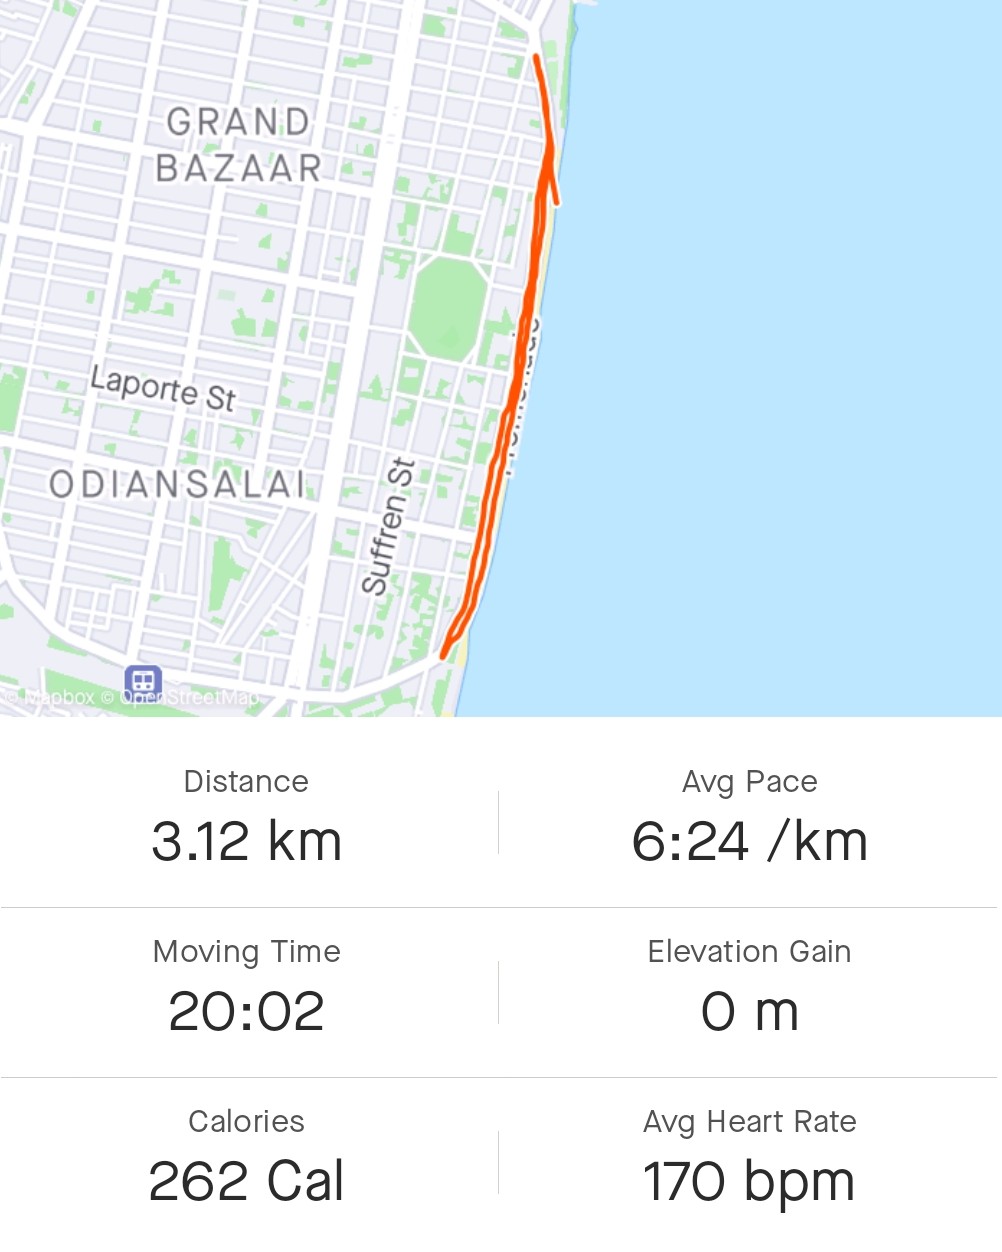 GRAND
BAZAAR
Laporte St
ODIANSALAI
Suffren St
© Mapbox © OpenStreetMap
Distance
3.12 km
Avg Pace
6:24 /km
Moving Time
20:02
Elevation Gain
0 m
Calories
262 Cal
Avg Heart Rate
170 bpm